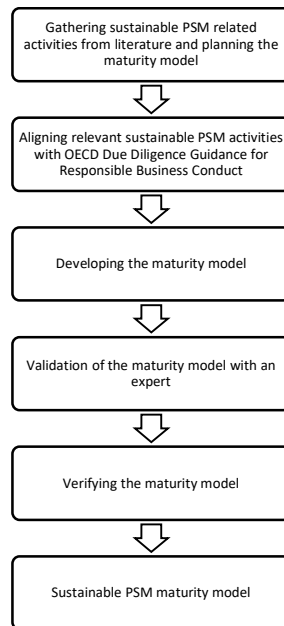 Gathering sustainable PSM related
activities from literature and planning the
maturity model
Aligning relevant sustainable PSM activities
with OECD Due Diligence Guidance for
Responsible Business Conduct
Developing the maturity model
Validation of the maturity model with an
expert
Verifying the maturity model
Sustainable PSM maturity model